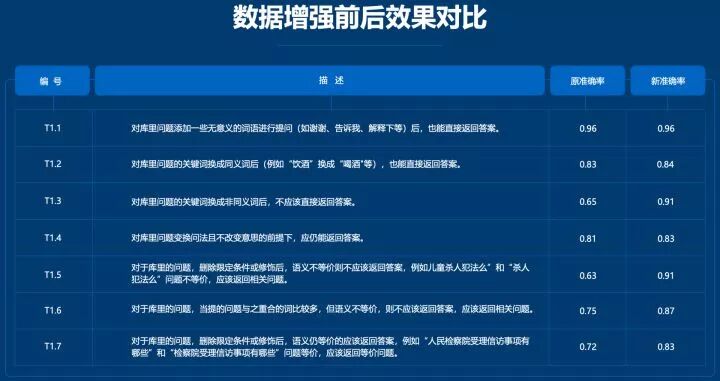 数据增强前后效果对比
编 号 描 述 原准确率 新准确率
T1.1 对库里问题添加一些无意义的词语进行提问（如谢谢、告诉我、解释下等）后，也能直接返回答案。 0.96 0.96
T1.2 对库里问题的关键词换成同义词后（例如“饮酒”换成“喝酒”等），也能直接返回答案。 0.83 0.84
T1.3 对库里问题的关键词换成非同义词后，不应该直接返回答案。 0.65 0.91
T1.4 对库里问题变换问法且不改变意思的前提下，应仍能返回答案。 0.81 0.83
T1.5 对于库里的问题，删除限定条件或修饰后，语义不等价则不应该返回答案，例如儿童杀人犯法么”和“杀人
犯法么”问题不等价，应该返回相关问题。 0.63 0.91
T1.6 对于库里的问题，当提的问题与之重合的词比较多，但语义不等价，则不应该返回答案，应该返回相关问题。 0.75 0.87
T1.7 对于库里的问题，删除限定条件或修饰后，语义仍等价的应该返回答案，例如“人民检察院受理信访事项有
哪些”和“检察院受理信访事项有哪些”问题等价，应该返回等价问题。 0.72 0.83